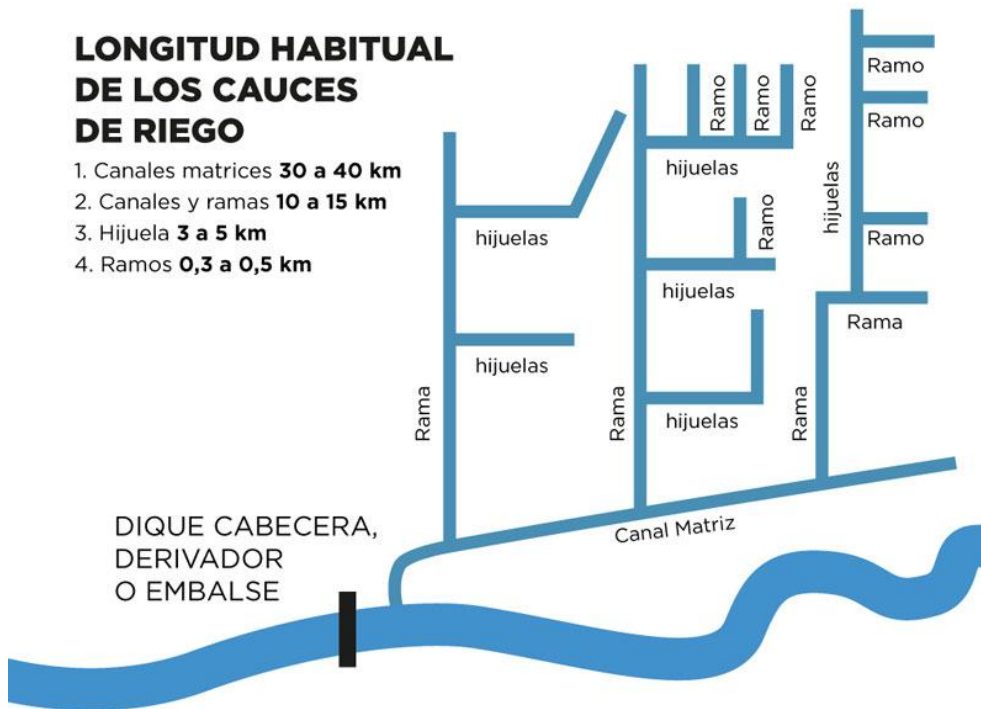 LONGITUD HABITUAL
DE LOS CAUCES
DE RIEGO
1. Canales matrices 30 a 40 km
2. Canales y ramas 10 a 15 km
3. Hijuela 3 a 5 km
4. Ramos 0,3 a 0,5 km
hijuelas
hijuelas
Rama
Ramo
Ramo
Ramo
hijuelas
Ramo
hijuelas
hijuelas
Rama
Ramo
Ramo
hijuelas
Ramo
Rama
Rama
Canal Matriz
DIQUE CABECERA,
DERIVADOR
O EMBALSE